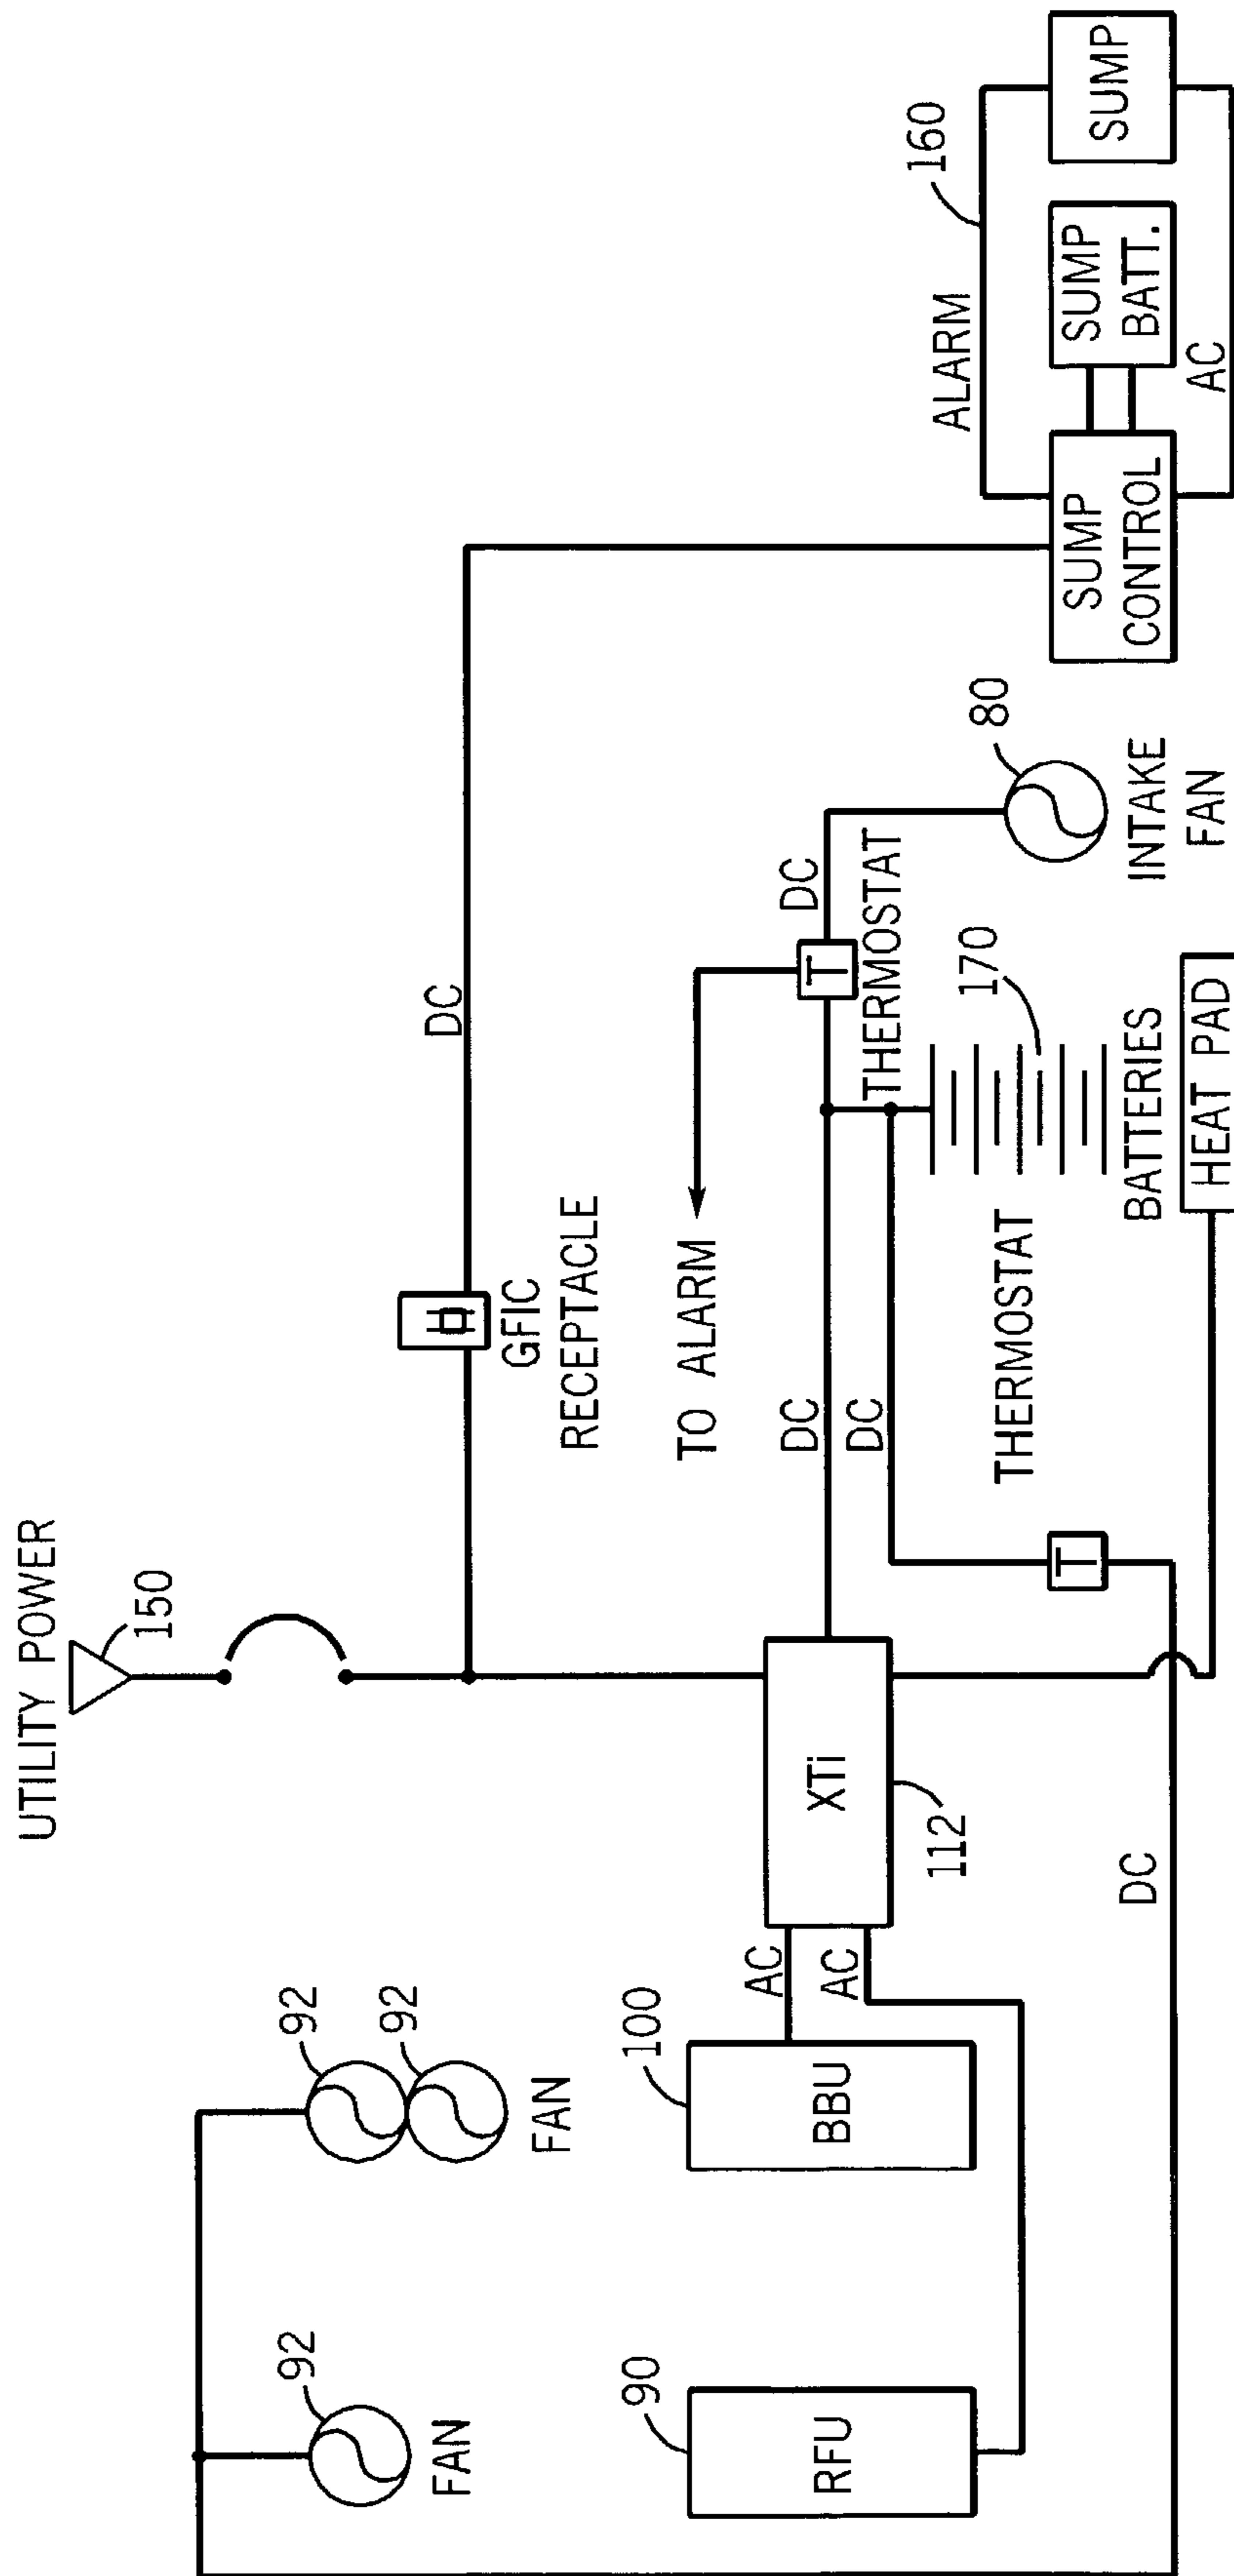 UTILITY POWER
150
92
92
FAN
92
FAN
100
BBU
90
RFU
AC
AC
XTi
112
DC
GFIC
RECEPTACLE
DC
TO ALARM
DC
DC
DC
T
THERMOSTAT
T
THERMOSTAT
170
BATTERIES
HEAT PAD
80
INTAKE
FAN
160
ALARM
SUMP
CONTROL
SUMP
BATT.
SUMP
AC